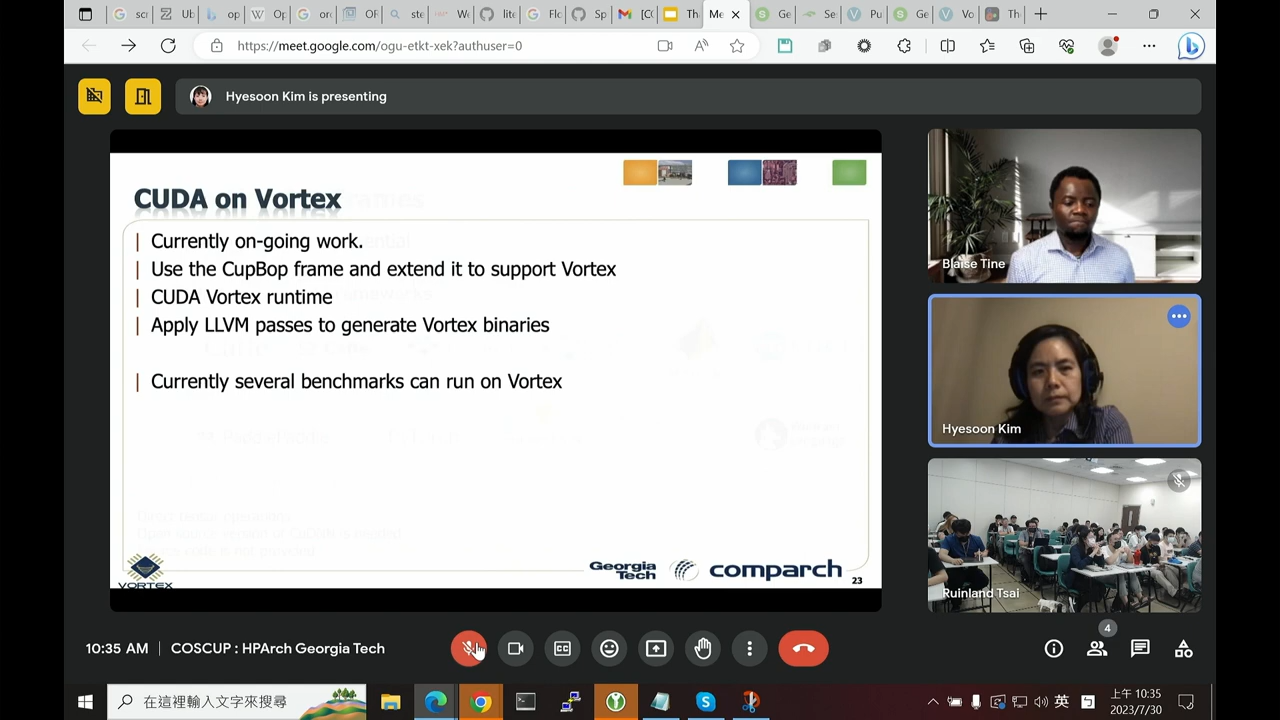 https://meet.google.com/ogu-etkt-xek?authuser=0
Hyesoon Kim is presenting
CUDA on Vortex
Currently on-going work.
Use the CupBop frame and extend it to support Vortex
CUDA Vortex runtime
Apply LLVM passes to generate Vortex binaries
Currently several benchmarks can run on Vortex
VORTEX
Georgia
Tech
comparch
23
Blaise Tine
Hyesoon Kim
Ruinland Tsai
10:35 AM
COSCUP : HPArch Georgia Tech
4
在這裡輸入文字來搜尋
英
上午 10:35
2023/7/30